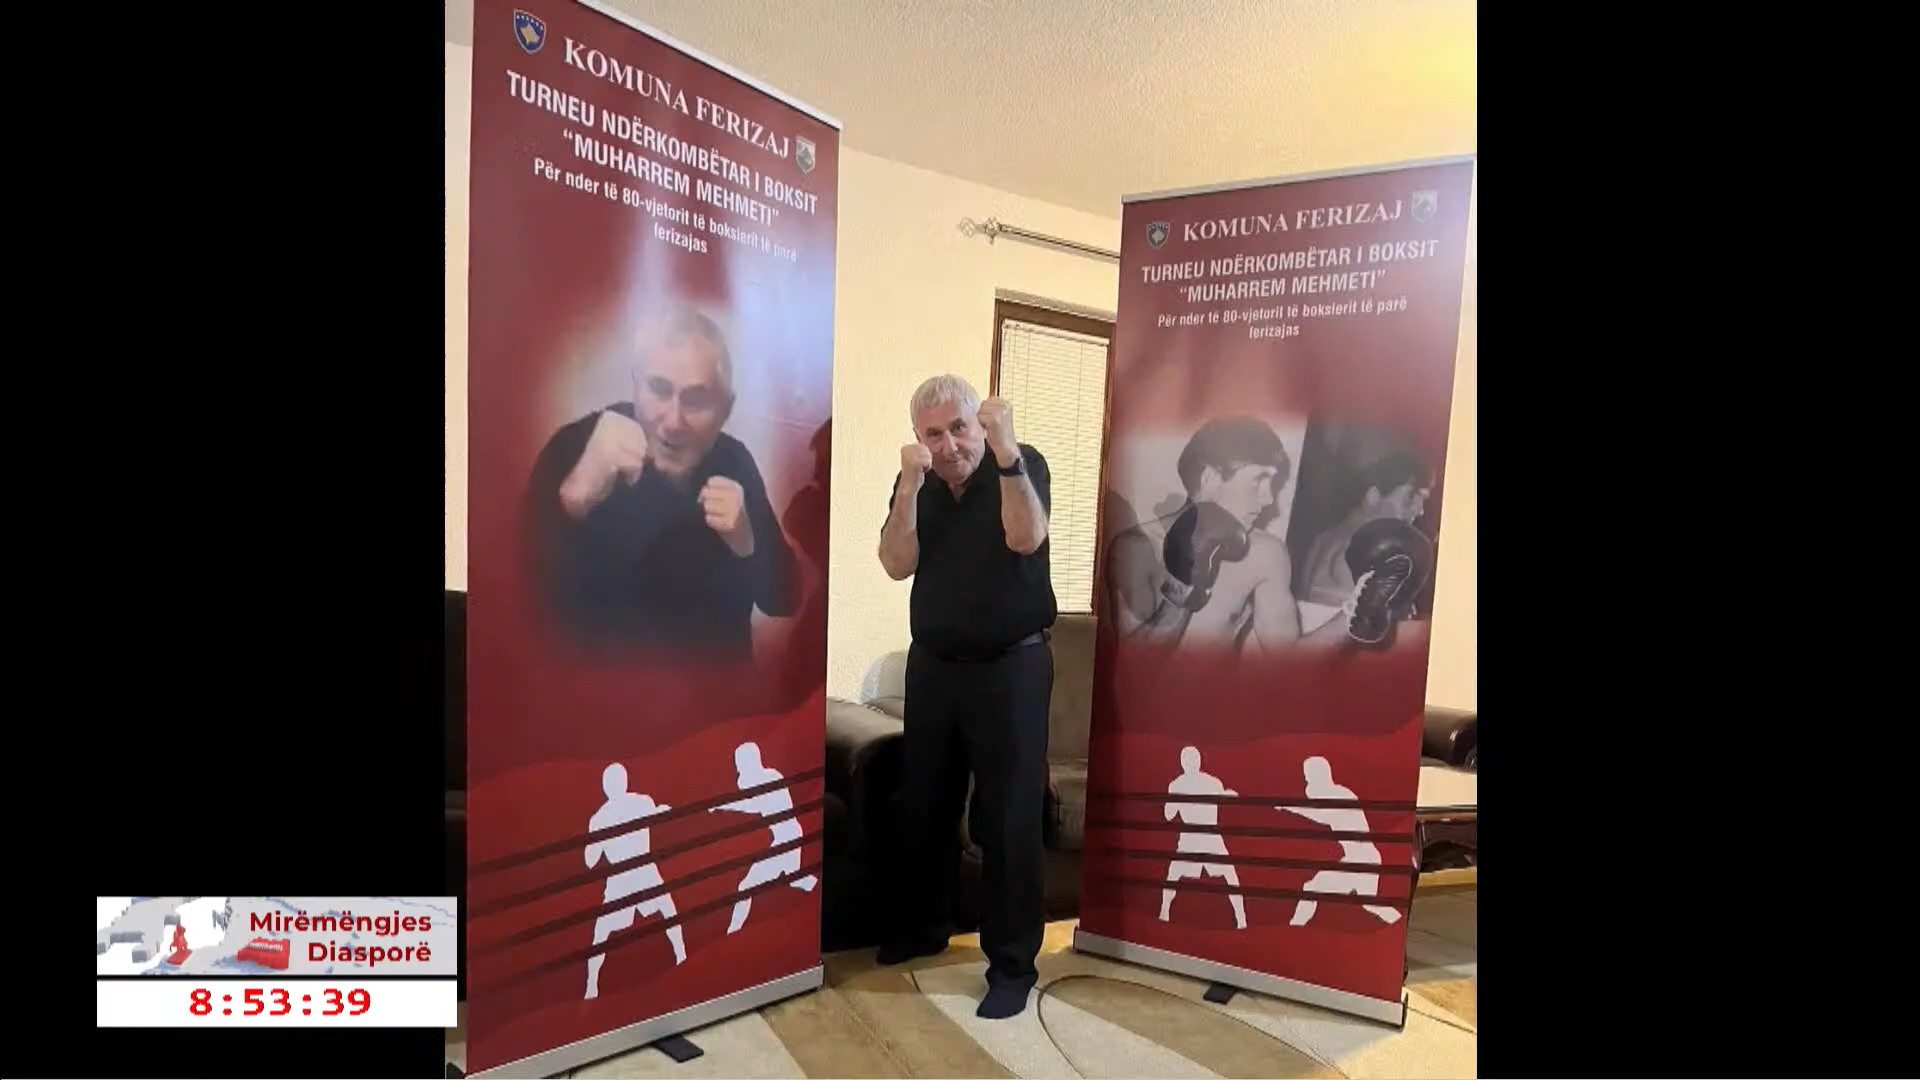 KOMUNA FERIZAJ
TURNEU NDËRKOMBËTAR I BOKSIT
“MUHARREM MEHMETI”
Për nder të 80-vjetorit të boksierit të parë
ferizajas
KOMUNA FERIZAJ
TURNEU NDËRKOMBËTAR I BOKSIT
“MUHARREM MEHMETI”
Për nder të 80-vjetorit të boksierit të parë
ferizajas
Mirëmëngjes
Diasporë
8:53:39